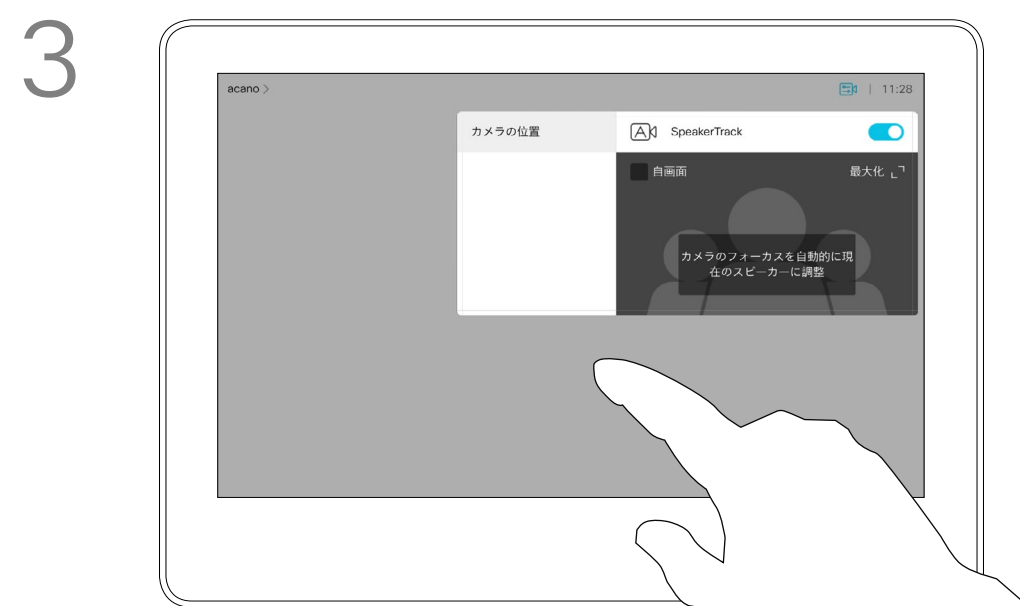 3
acano >
| 11:28
カメラの位置
SpeakerTrack
自画面
最大化
カメラのフォーカスを自動的に現
在のスピーカーに調整